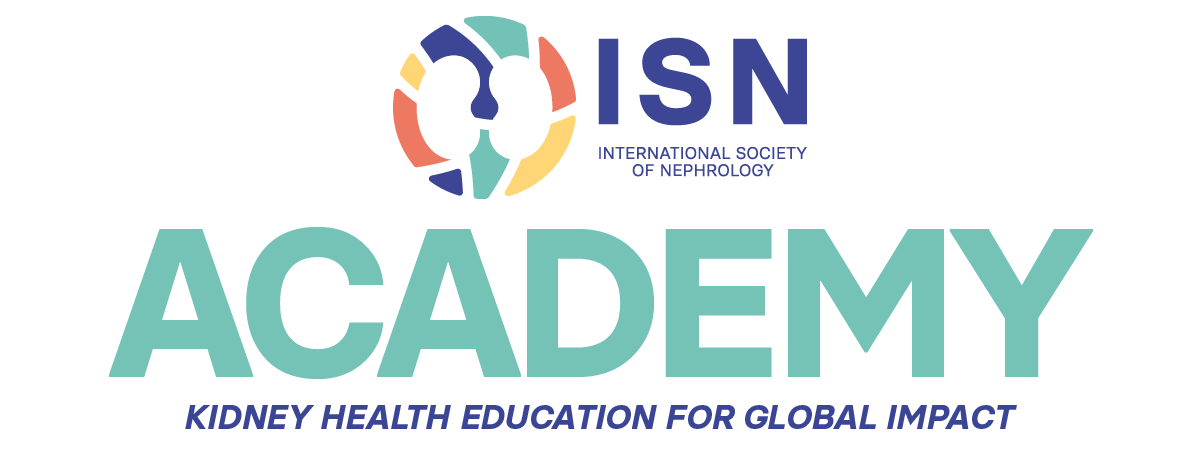 ISN
INTERNATIONAL SOCIETY
OF NEPHROLOGY
ACADEMY
KIDNEY HEALTH EDUCATION FOR GLOBAL IMPACT